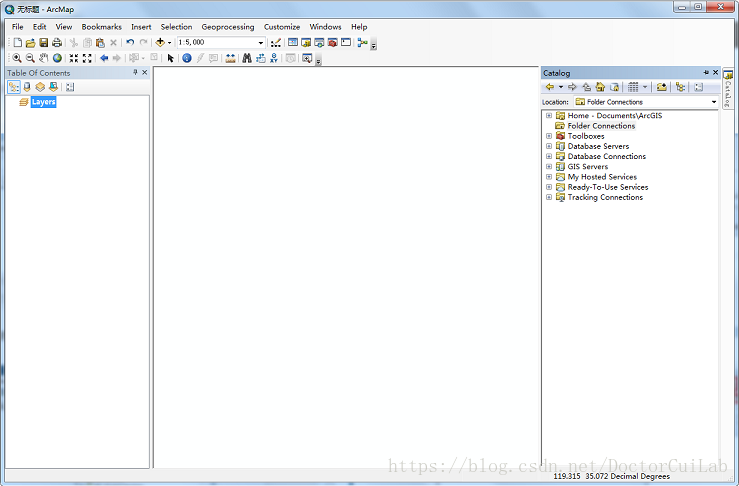 无标题 - ArcMap
File Edit View Bookmarks Insert Selection Geoprocessing Customize Windows Help
1:5,000
Table Of Contents
Layers
Catalog
Location: Folder Connections
Home - Documents\ArcGIS
Folder Connections
Toolboxes
Database Servers
Database Connections
GIS Servers
My Hosted Services
Ready-To-Use Services
Tracking Connections
Catalog
https://blog.csdn.net/DoctorCuiLab
119.315 35.072 Decimal Degrees